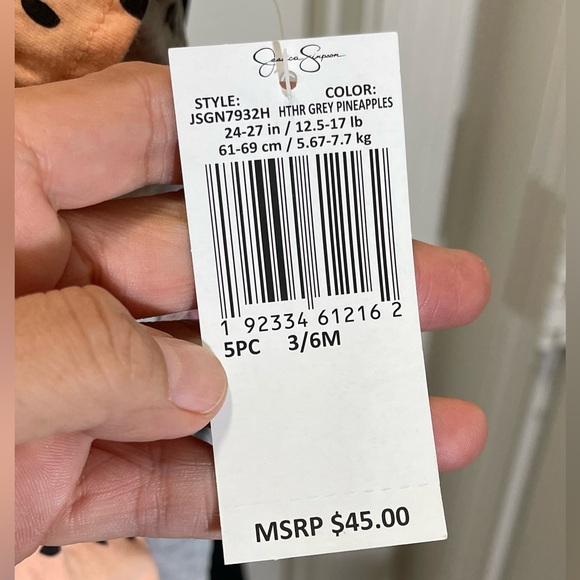 Jessica Simpson
STYLE: COLOR:
JSGN7932H HTHR GREY PINEAPPLES
24-27 in / 12.5-17 lb
61-69 cm / 5.67-7.7 kg
1 92334 61216 2
5PC 3/6M
MSRP $45.00